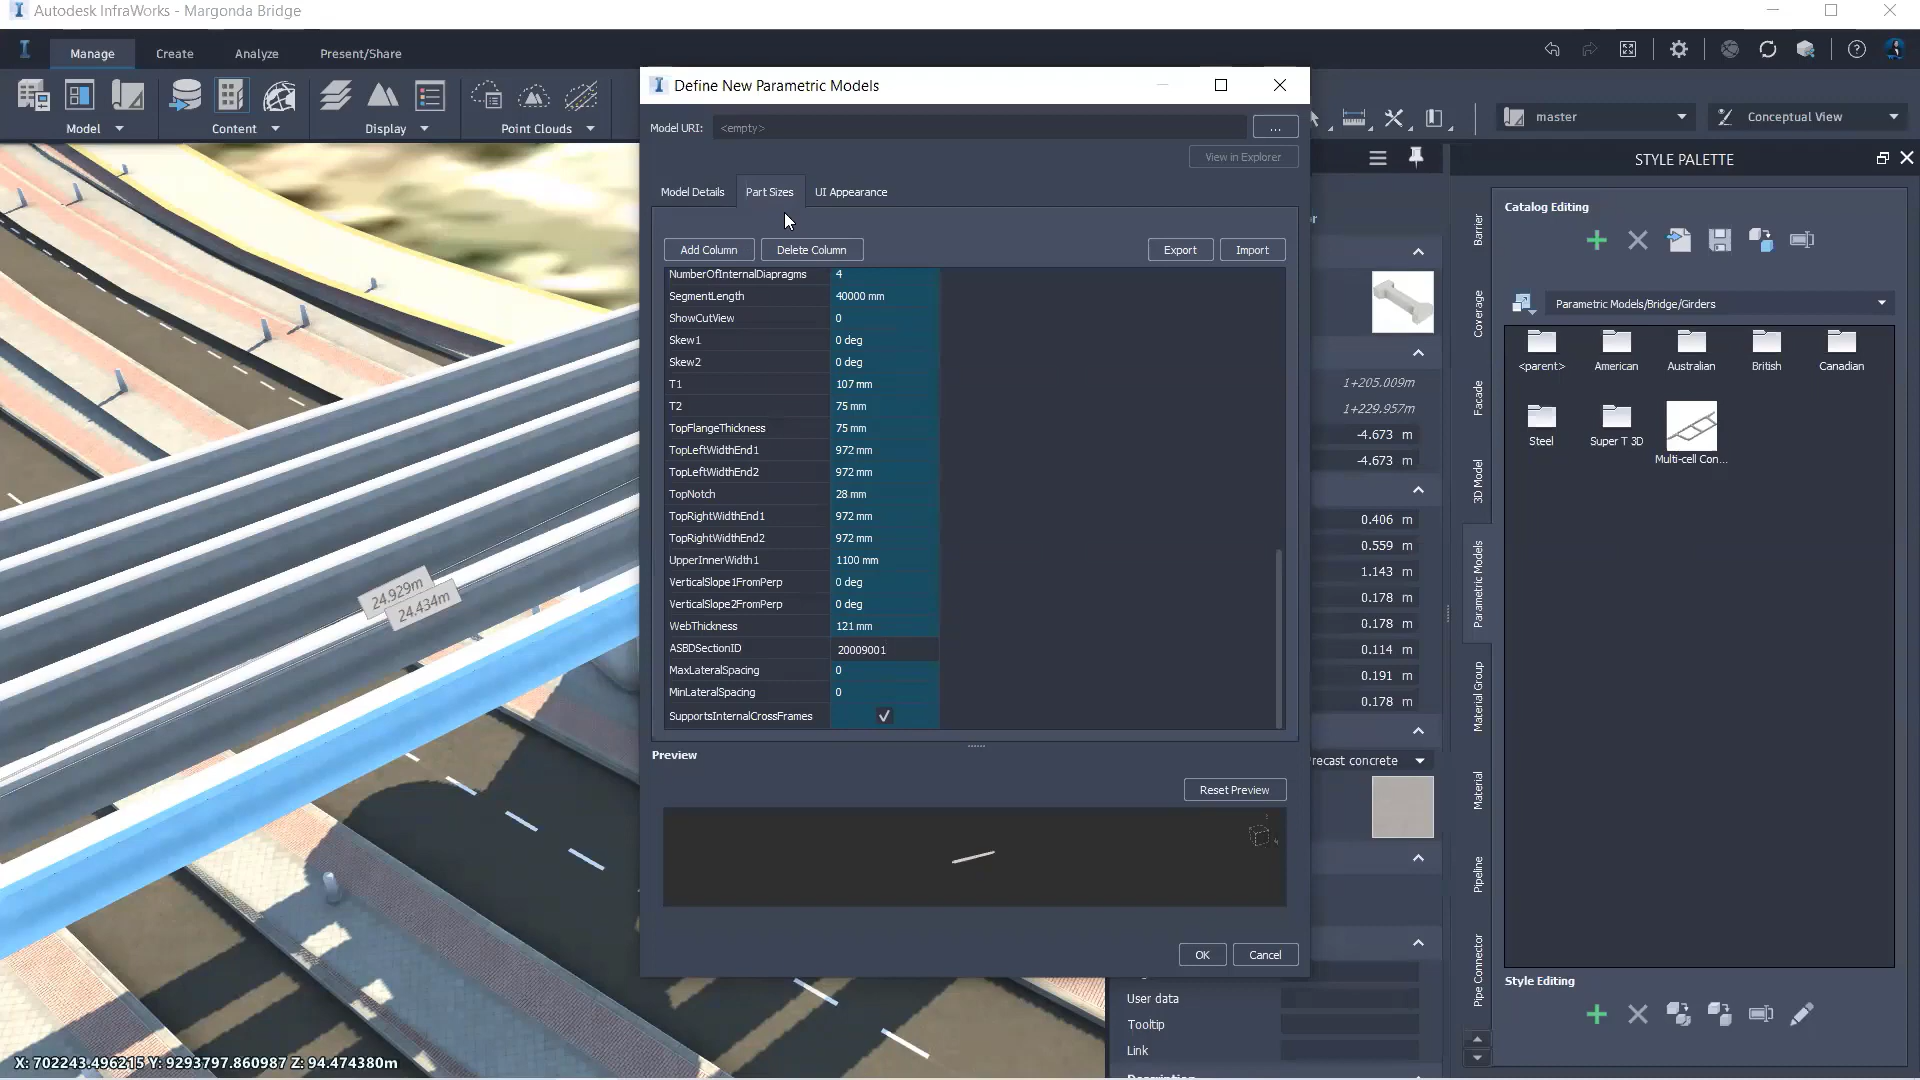 Autodesk InfraWorks - Margonda Bridge
Manage
Create
Analyze
Present/Share
Model
Content
Display
Point Clouds
master
Conceptual View
Define New Parametric Models
Model URI:
<empty>
...
View in Explorer
Model Details
Part Sizes
UI Appearance
Add Column
Delete Column
Export
Import
NumberOfInternalDiapragms 4
SegmentLength 40000 mm
ShowCutView 0
Skew1 0 deg
Skew2 0 deg
T1 107 mm
T2 75 mm
TopFlangeThickness 75 mm
TopLeftWidthEnd1 972 mm
TopLeftWidthEnd2 972 mm
TopNotch 28 mm
TopRightWidthEnd1 972 mm
TopRightWidthEnd2 972 mm
UpperInnerWidth1 1100 mm
VerticalSlope1FromPerp 0 deg
VerticalSlope2FromPerp 0 deg
WebThickness 121 mm
ASBDSectionID 20009001
MaxLateralSpacing 0
MinLateralSpacing 0
SupportsInternalCrossFrames
Preview
Reset Preview
OK
Cancel
24.929m
24.434m
1+205.009m
1+229.957m
-4.673 m
-4.673 m
0.406 m
0.559 m
1.143 m
0.178 m
0.178 m
0.114 m
0.191 m
0.178 m
recast concrete
User data
Tooltip
Link
STYLE PALETTE
Barrier
Coverage
Facade
3D Model
Parametric Models
Material Group
Material
Pipeline
Pipe Connector
Catalog Editing
Parametric Models/Bridge/Girders
<parent>
American
Australian
British
Canadian
Steel
Super T 3D
Multi-cell Con...
Style Editing
X: 702243.496215 Y: 9293797.860987 Z: 94.474380m